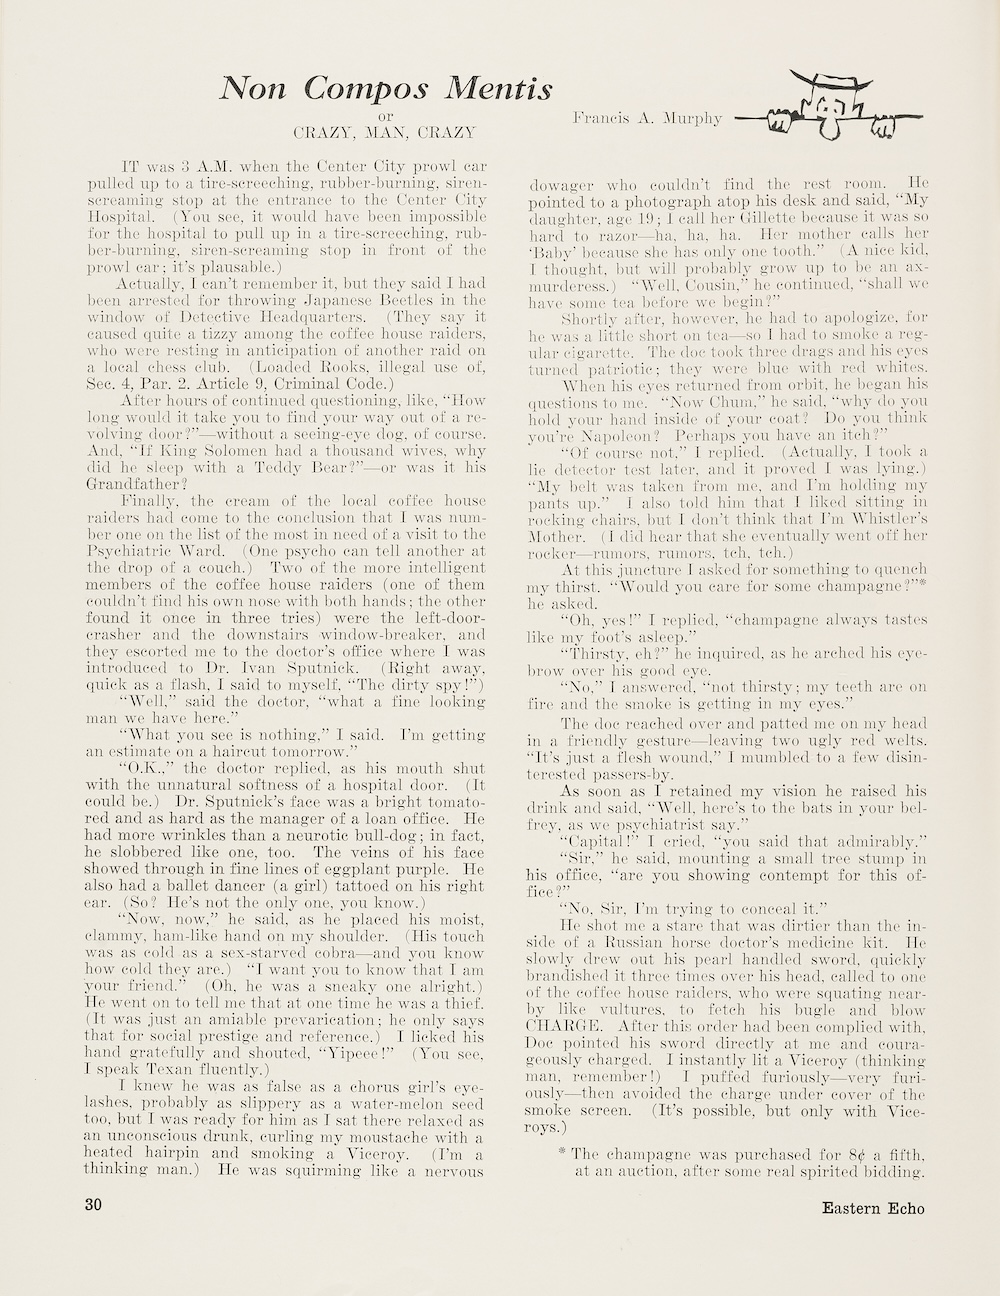 Non Compos Mentis
or
CRAZY, MAN, CRAZY
Francis A. Murphy
IT was 3 A.M. when the Center City prowl car
pulled up to a tire-screeching, rubber-burning, siren-
screaming stop at the entrance to the Center City
Hospital. (You see, it would have been impossible
for the hospital to pull up in a tire-screeching, rub-
ber-burning, siren-screaming stop in front of the
prowl car; it's plausable.)
Actually, I can't remember it, but they said I had
been arrested for throwing Japanese Beetles in the
window of Detective Headquarters. (They say it
caused quite a tizzy among the coffee house raiders,
who were resting in anticipation of another raid on
a local chess club. (Loaded Rooks, illegal use of,
Sec. 4, Par. 2. Article 9, Criminal Code.)
After hours of continued questioning, like, "How
long would it take you to find your way out of a re-
volving door?"—without a seeing-eye dog, of course.
And, "If King Solomen had a thousand wives, why
did he sleep with a Teddy Bear?"—or was it his
Grandfather?
Finally, the cream of the local coffee house
raiders had come to the conclusion that I was num-
ber one on the list of the most in need of a visit to the
Psychiatric Ward. (One psycho can tell another at
the drop of a couch.) Two of the more intelligent
members of the coffee house raiders (one of them
couldn't find his own nose with both hands; the other
found it once in three tries) were the left-door-
crasher and the downstairs window-breaker, and
they escorted me to the doctor's office where I was
introduced to Dr. Ivan Sputnick. (Right away,
quick as a flash, I said to myself, "The dirty spy!")
"Well," said the doctor, "what a fine looking
man we have here."
"What you see is nothing," I said. I'm getting
an estimate on a haircut tomorrow."
"O.K.," the doctor replied, as his mouth shut
with the unnatural softness of a hospital door. (It
could be.) Dr. Sputnick's face was a bright tomato-
red and as hard as the manager of a loan office. He
had more wrinkles than a neurotic bull-dog; in fact,
he slobbered like one, too. The veins of his face
showed through in fine lines of eggplant purple. He
also had a ballet dancer (a girl) tattoed on his right
ear. (So? He's not the only one, you know.)
"Now, now," he said, as he placed his moist,
clammy, ham-like hand on my shoulder. (His touch
was as cold as a sex-starved cobra—and you know
how cold they are.) "I want you to know that I am
your friend." (Oh, he was a sneaky one alright.)
He went on to tell me that at one time he was a thief.
(It was just an amiable prevarication; he only says
that for social prestige and reference.) I licked his
hand gratefully and shouted, "Yipeee!" (You see,
I speak Texan fluently.)
I knew he was as false as a chorus girl's eye-
lashes, probably as slippery as a water-melon seed
too, but I was ready for him as I sat there relaxed as
an unconscious drunk, curling my moustache with a
heated hairpin and smoking a Viceroy. (I'm a
thinking man.) He was squirming like a nervous
dowager who couldn't find the rest room. He
pointed to a photograph atop his desk and said, "My
daughter, age 19; I call her Gillette because it was so
hard to razor—ha, ha, ha. Her mother calls her
'Baby' because she has only one tooth." (A nice kid,
I thought, but will probably grow up to be an ax-
murderess.) "Well, Cousin," he continued, "shall we
have some tea before we begin?"
Shortly after, however, he had to apologize, for
he was a little short on tea—so I had to smoke a reg-
ular cigarette. The doc took three drags and his eyes
turned patriotic; they were blue with red whites.
When his eyes returned from orbit, he began his
questions to me. "Now Chum," he said, "why do you
hold your hand inside of your coat? Do you think
you're Napoleon? Perhaps you have an itch?"
"Of course not," I replied. (Actually, I took a
lie detector test later, and it proved I was lying.)
"My belt was taken from me, and I'm holding my
pants up." I also told him that I liked sitting in
rocking chairs, but I don't think that I'm Whistler's
Mother. (I did hear that she eventually went off her
rocker—rumors, rumors, tch, tch.)
At this juncture I asked for something to quench
my thirst. "Would you care for some champagne?"*
he asked.
"Oh, yes!" I replied, "champagne always tastes
like my foot's asleep."
"Thirsty, eh?" he inquired, as he arched his eye-
brow over his good eye.
"No," I answered, "not thirsty; my teeth are on
fire and the smoke is getting in my eyes."
The doc reached over and patted me on my head
in a friendly gesture—leaving two ugly red welts.
"It's just a flesh wound," I mumbled to a few disin-
terested passers-by.
As soon as I retained my vision he raised his
drink and said, "Well, here's to the bats in your bel-
frey, as we psychiatrist say."
"Capital!" I cried, "you said that admirably."
"Sir," he said, mounting a small tree stump in
his office, "are you showing contempt for this of-
fice?"
"No, Sir, I'm trying to conceal it."
He shot me a stare that was dirtier than the in-
side of a Russian horse doctor's medicine kit. He
slowly drew out his pearl handled sword, quickly
brandished it three times over his head, called to one
of the coffee house raiders, who were squating near-
by like vultures, to fetch his bugle and blow
CHARGE. After this order had been complied with,
Doc pointed his sword directly at me and coura-
geously charged. I instantly lit a Viceroy (thinking
man, remember!) I puffed furiously—very furi-
ously—then avoided the charge under cover of the
smoke screen. (It's possible, but only with Vice-
roys.)
* The champagne was purchased for 8¢ a fifth,
at an auction, after some real spirited bidding.
30
Eastern Echo